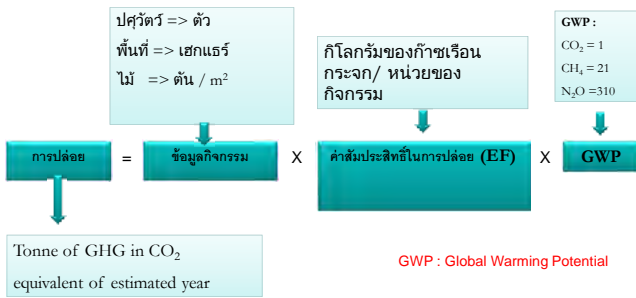 ปศุวัตว์ => ตัว
พื้นที่ => เฮกแธร์
ไม้ => ตัน / m²
กิโลกรัมของก๊าซเรือน
กระจก/ หน่วยของ
กิจกรรม
GWP :
CO₂ = 1
CH₄ = 21
N₂O =310
การปล่อย = ข้อมูลกิจกรรม X ค่าสัมประสิทธิ์ในการปล่อย (EF) X GWP
Tonne of GHG in CO₂
equivalent of estimated year
GWP : Global Warming Potential